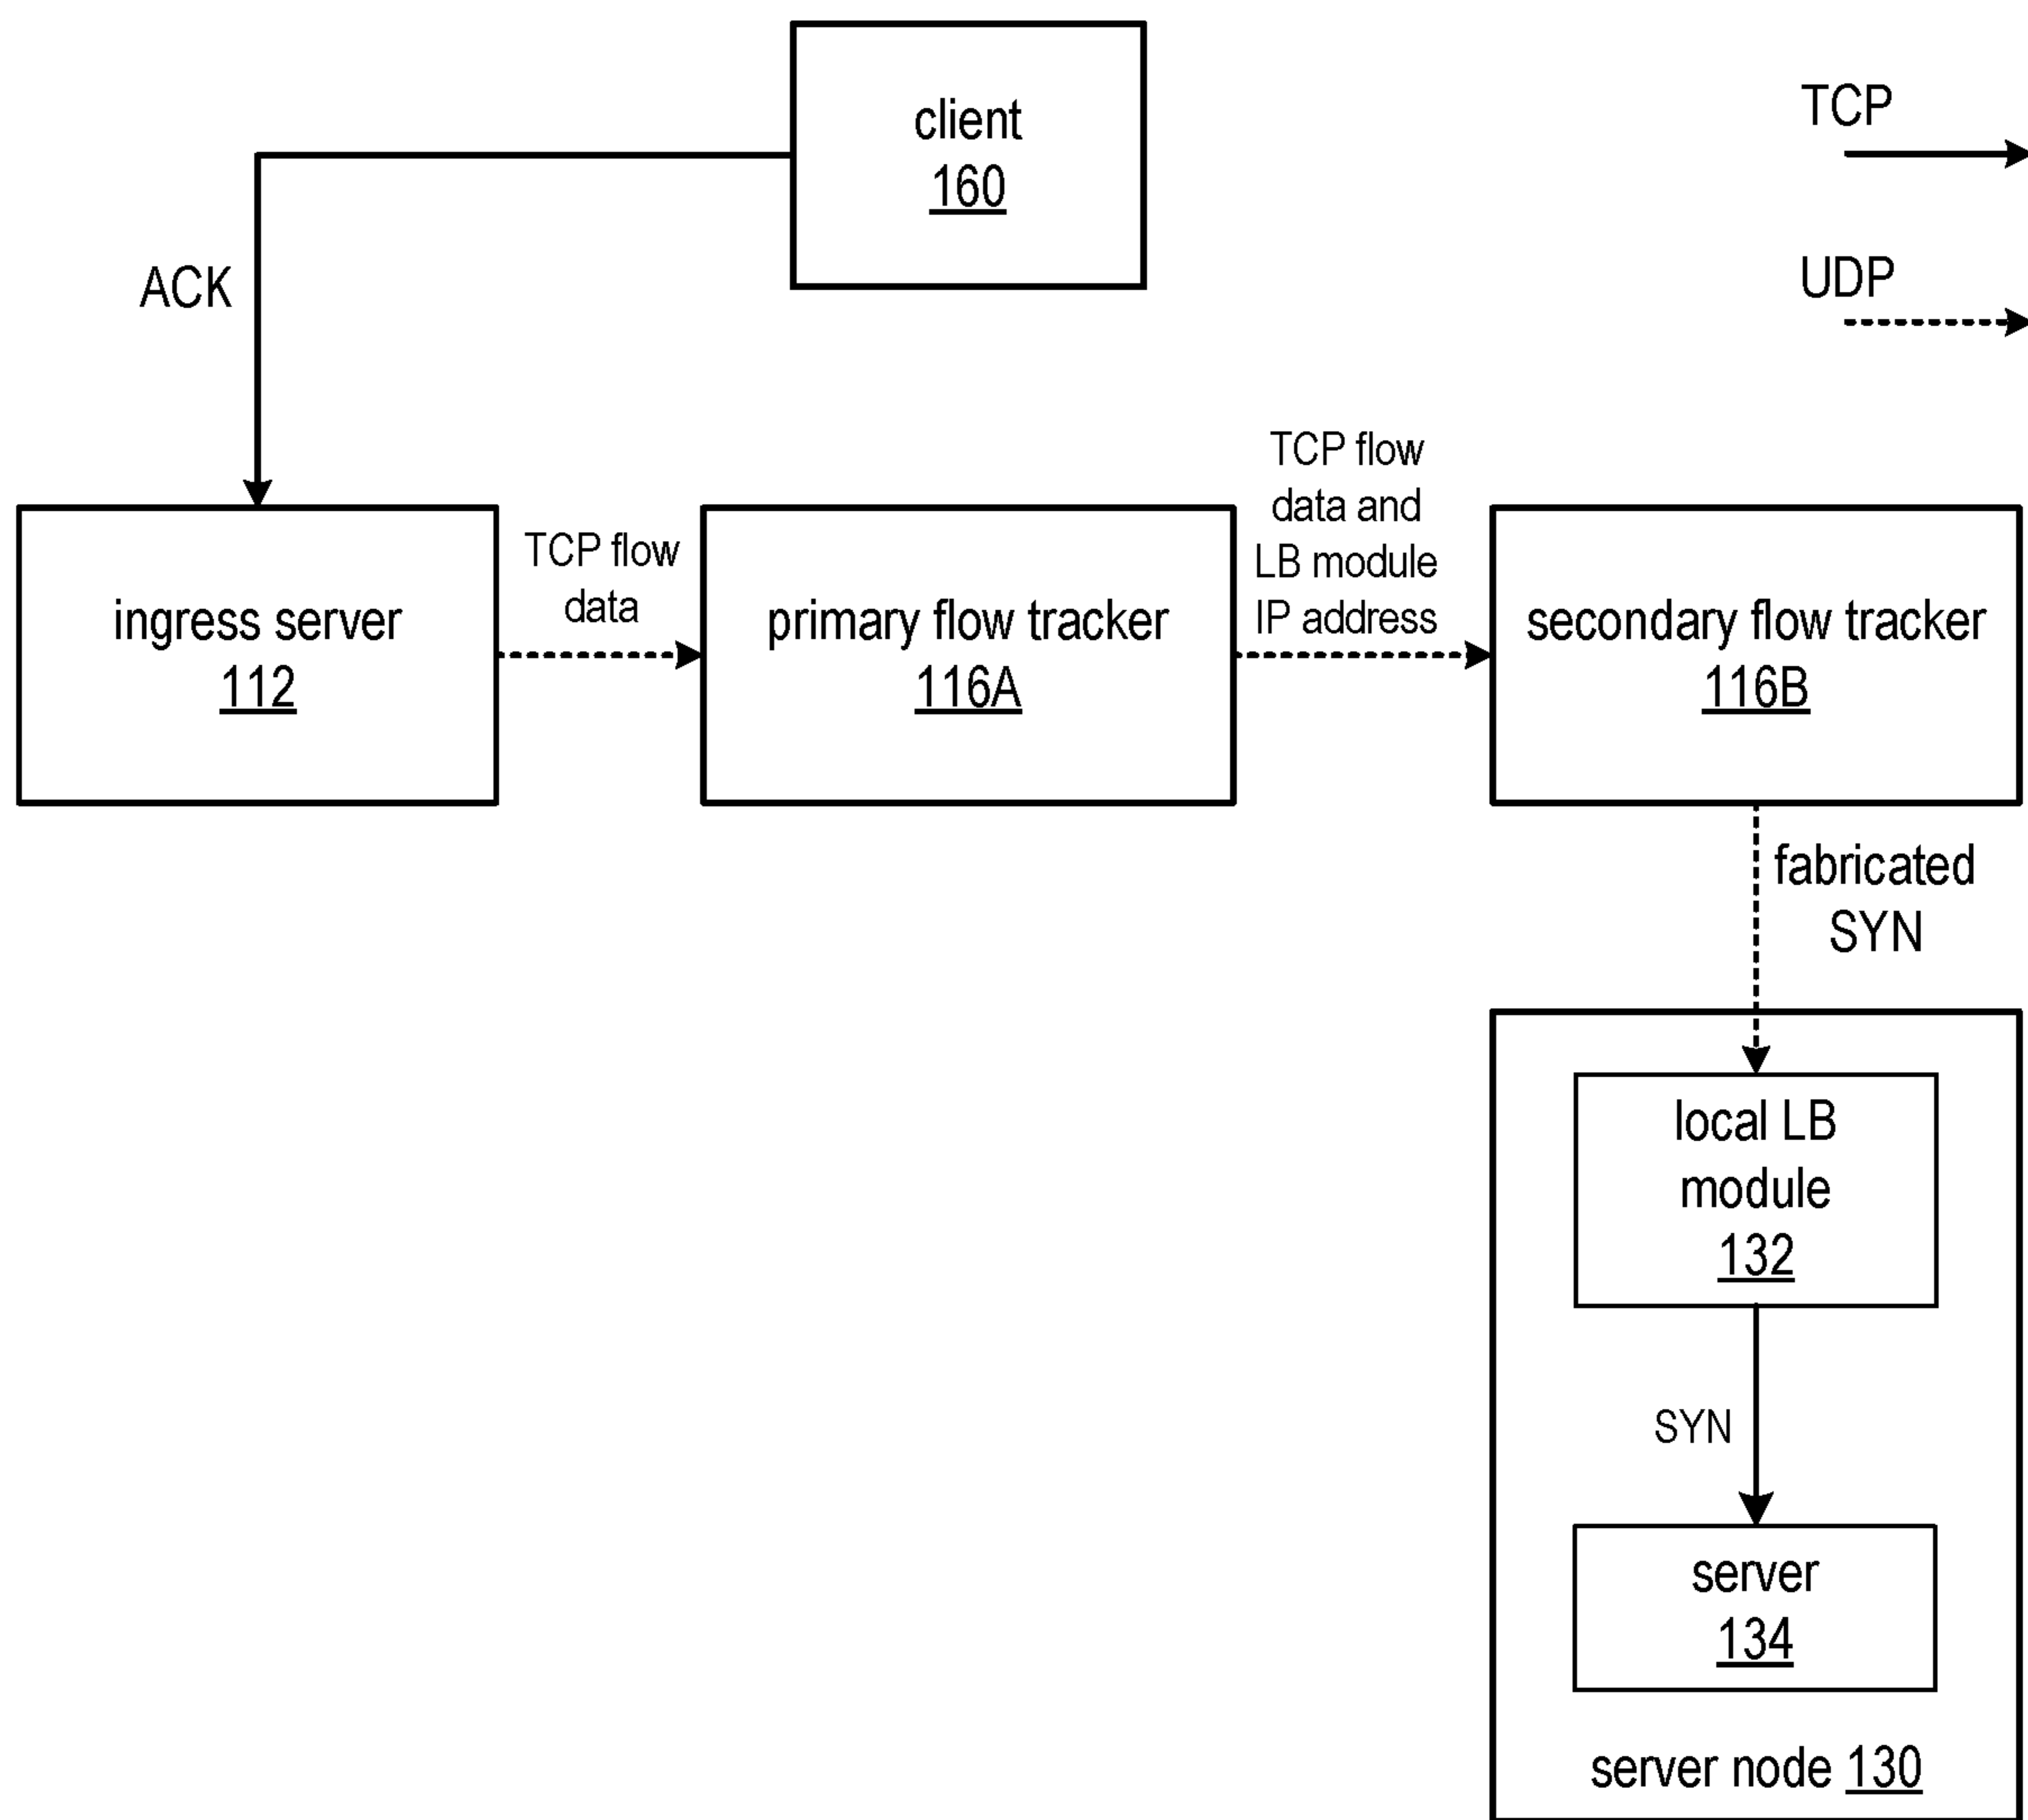 client
160
TCP
UDP
ACK
ingress server
112
TCP flow
data
primary flow tracker
116A
TCP flow
data and
LB module
IP address
secondary flow tracker
116B
fabricated
SYN
local LB
module
132
SYN
server
134
server node 130